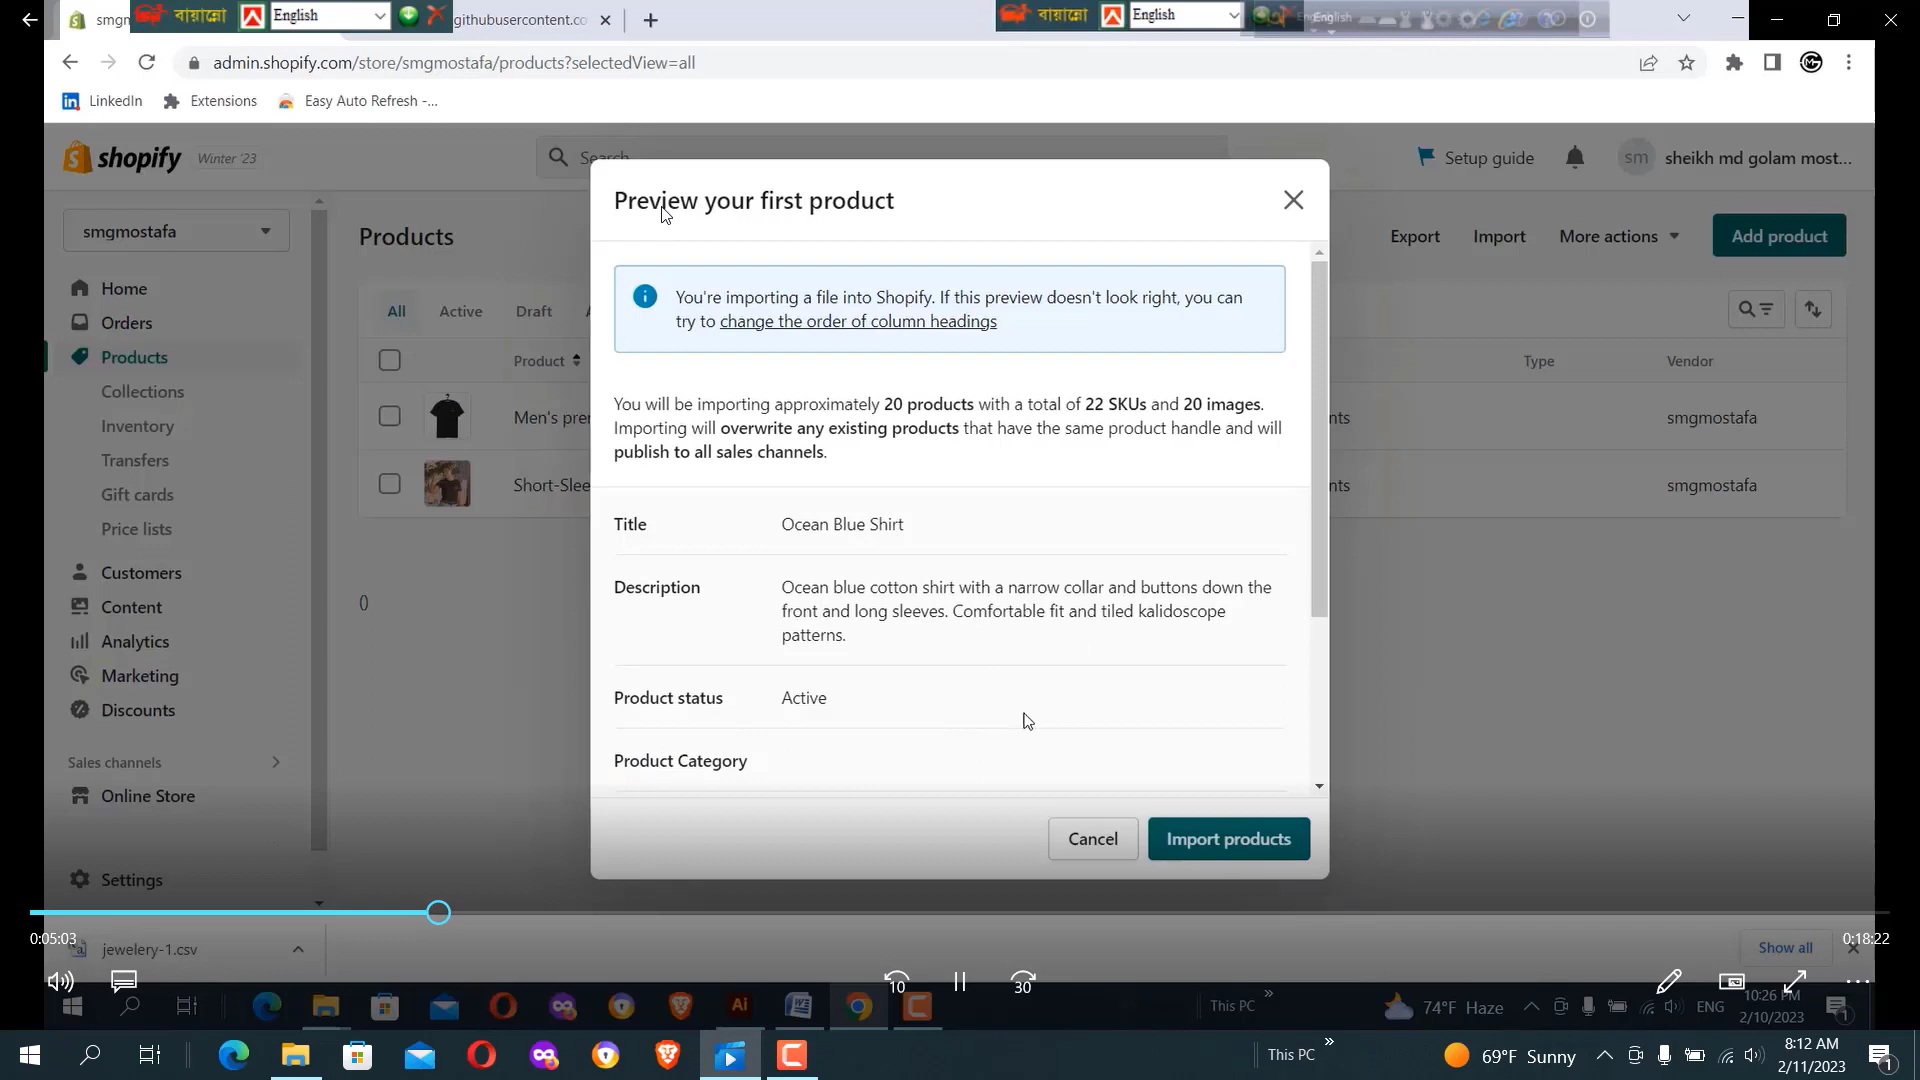 smg
বায়ান্নো
English
githubusercontent.co
বায়ান্নো
English
English
admin.shopify.com/store/smgmostafa/products?selectedView=all
LinkedIn
Extensions
Easy Auto Refresh -...
shopify
Winter '23
Search
Setup guide
sm
sheikh md golam most...
smgmostafa
Home
Orders
Products
Collections
Inventory
Transfers
Gift cards
Price lists
Customers
Content
Analytics
Marketing
Discounts
Sales channels
Online Store
Settings
Products
Export
Import
More actions
Add product
All
Active
Draft
Product
Type
Vendor
Men's pre
nts
smgmostafa
Short-Slee
nts
smgmostafa
()
Preview your first product
You're importing a file into Shopify. If this preview doesn't look right, you can
try to change the order of column headings
You will be importing approximately 20 products with a total of 22 SKUs and 20 images.
Importing will overwrite any existing products that have the same product handle and will
publish to all sales channels.
Title
Ocean Blue Shirt
Description
Ocean blue cotton shirt with a narrow collar and buttons down the
front and long sleeves. Comfortable fit and tiled kalidoscope
patterns.
Product status
Active
Product Category
Cancel
Import products
0:05:03
0:18:22
jewelery-1.csv
Show all
10
30
Ai
This PC
74°F Haze
ENG
10:26 PM
2/10/2023
1
This PC
69°F Sunny
8:12 AM
2/11/2023
1